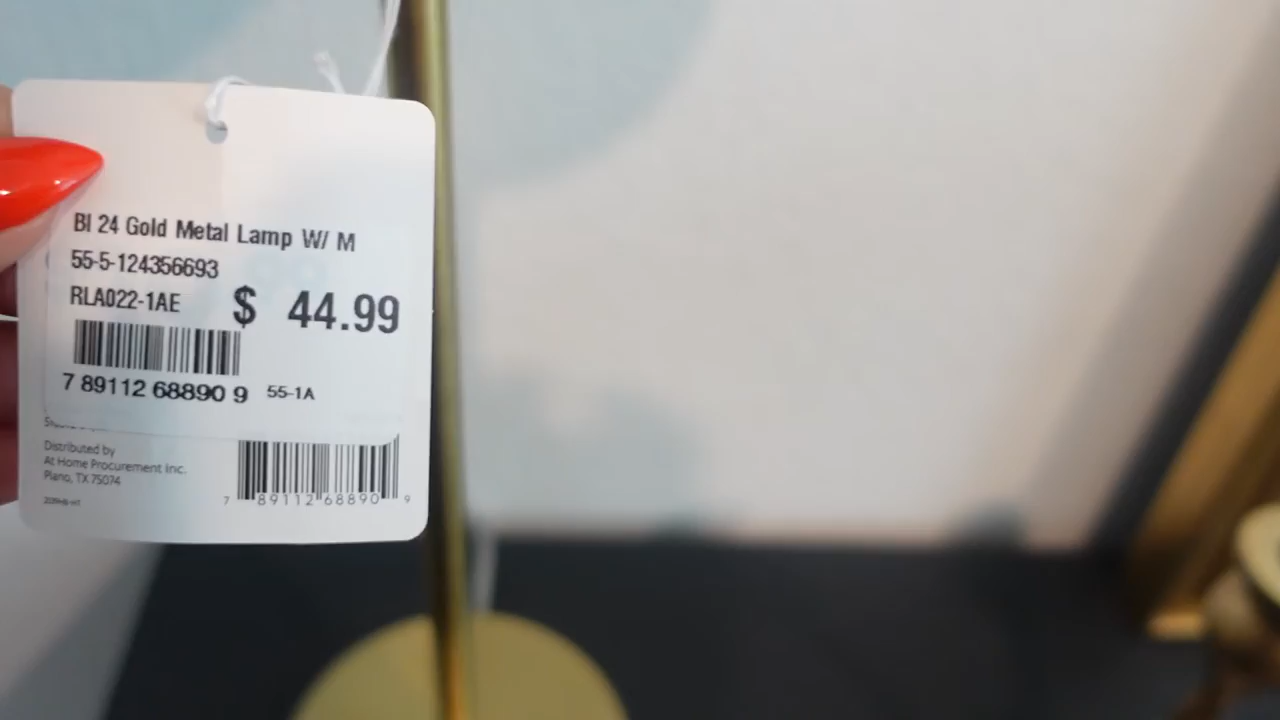 BI 24 Gold Metal Lamp W/ M
55-5-124356693
RLA022-1AE $ 44.99
7 89112 68890 9 55-1A
Distributed by
At Home Procurement Inc.
Plano, TX 75074
7 89112 68890 9